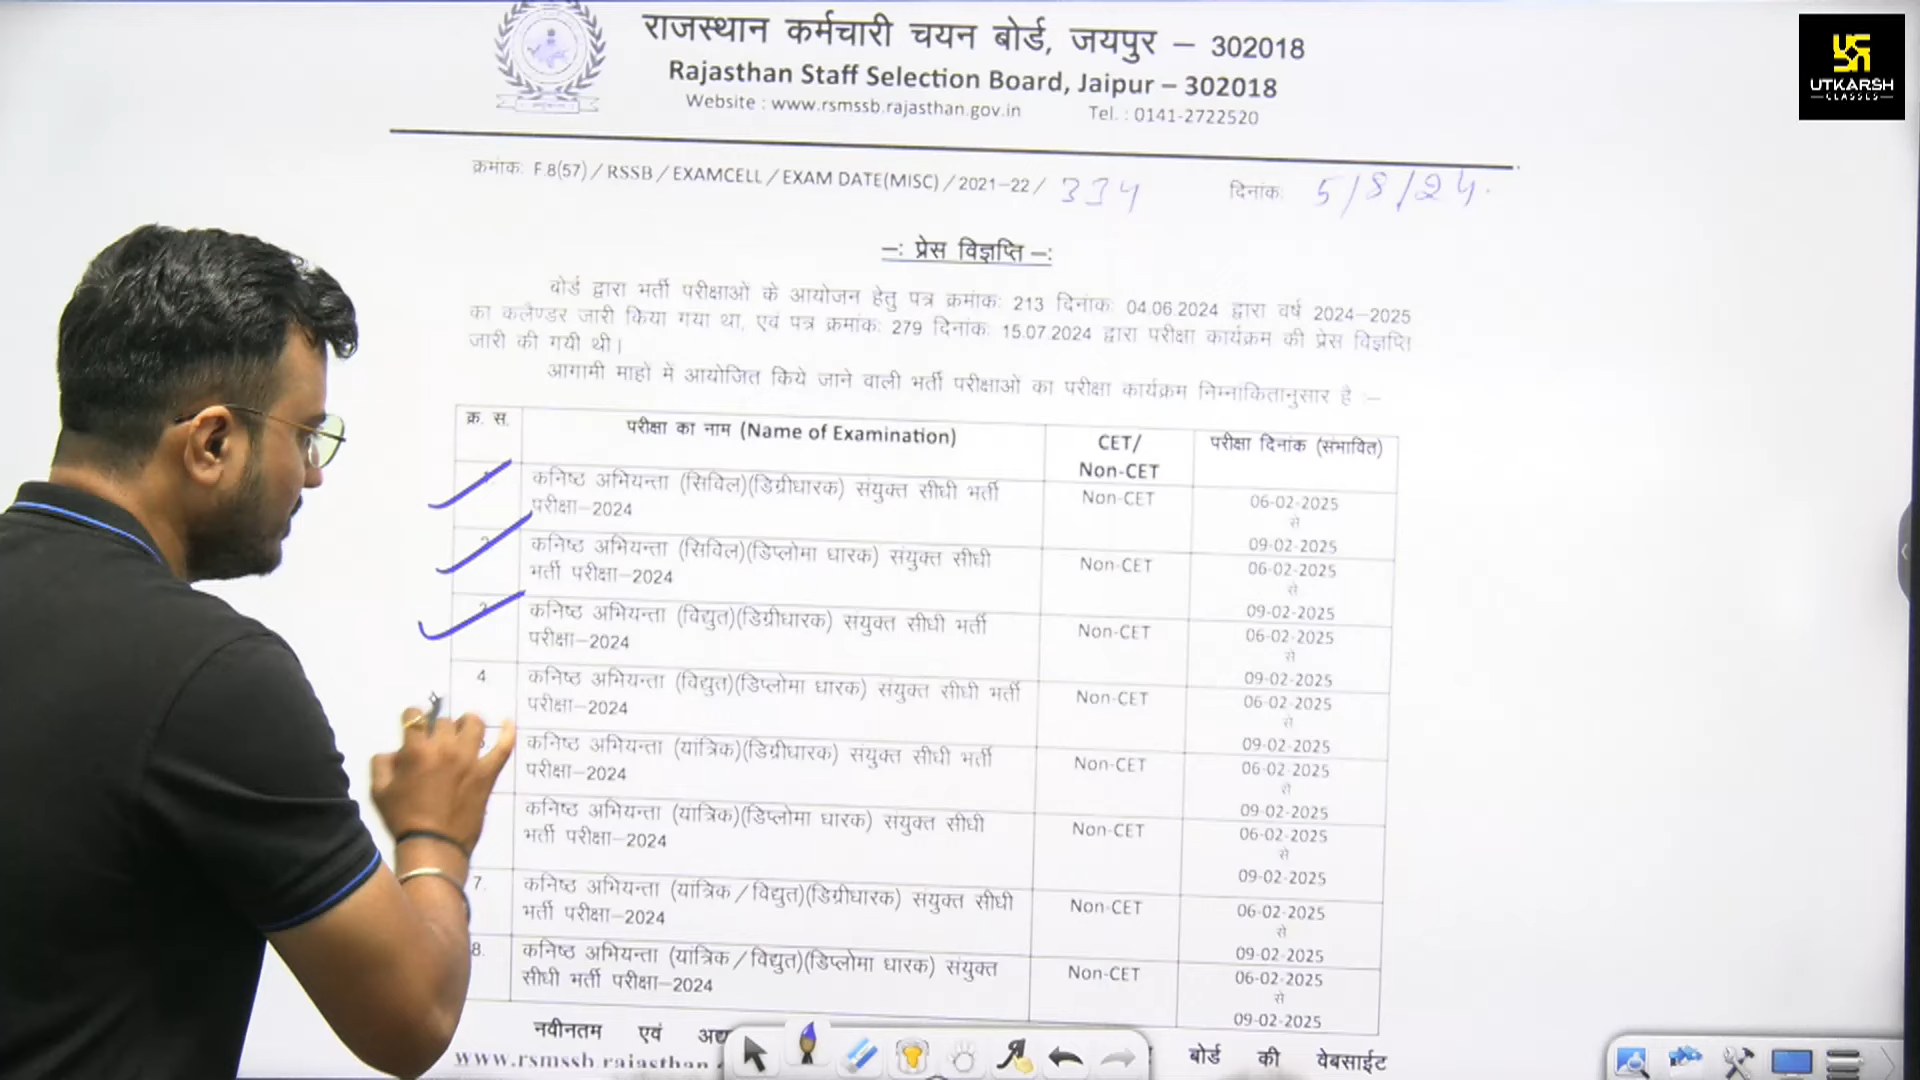 राजस्थान कर्मचारी चयन बोर्ड, जयपुर – 302018
Rajasthan Staff Selection Board, Jaipur – 302018
Website : www.rsmssb.rajasthan.gov.in Tel. : 0141-2722520
UTKARSH
CLASSES
क्रमांक: F.8(57) / RSSB / EXAMCELL / EXAM DATE(MISC) / 2021-22 / 334 दिनांक: 5/8/24.
–: प्रेस विज्ञप्ति –:
बोर्ड द्वारा भर्ती परीक्षाओं के आयोजन हेतु पत्र क्रमांक: 213 दिनांक: 04.06.2024 द्वारा वर्ष 2024–2025
का कलैण्डर जारी किया गया था, एवं पत्र क्रमांक: 279 दिनांक: 15.07.2024 द्वारा परीक्षा कार्यक्रम की प्रेस विज्ञप्ति
जारी की गयी थी।
आगामी माहों में आयोजित किये जाने वाली भर्ती परीक्षाओं का परीक्षा कार्यक्रम निम्नांकितानुसार है :–
क्र. स. परीक्षा का नाम (Name of Examination) CET/ परीक्षा दिनांक (संभावित)
Non-CET
कनिष्ठ अभियन्ता (सिविल)(डिग्रीधारक) संयुक्त सीधी भर्ती Non-CET 06-02-2025
परीक्षा–2024 से
09-02-2025
कनिष्ठ अभियन्ता (सिविल)(डिप्लोमा धारक) संयुक्त सीधी Non-CET 06-02-2025
भर्ती परीक्षा–2024 से
09-02-2025
कनिष्ठ अभियन्ता (विद्युत)(डिग्रीधारक) संयुक्त सीधी भर्ती Non-CET 06-02-2025
परीक्षा–2024 से
09-02-2025
4. कनिष्ठ अभियन्ता (विद्युत)(डिप्लोमा धारक) संयुक्त सीधी भर्ती Non-CET 06-02-2025
परीक्षा–2024 से
09-02-2025
कनिष्ठ अभियन्ता (यांत्रिक)(डिग्रीधारक) संयुक्त सीधी भर्ती Non-CET 06-02-2025
परीक्षा–2024 से
09-02-2025
कनिष्ठ अभियन्ता (यांत्रिक)(डिप्लोमा धारक) संयुक्त सीधी Non-CET 06-02-2025
भर्ती परीक्षा–2024 से
09-02-2025
7. कनिष्ठ अभियन्ता (यांत्रिक / विद्युत)(डिग्रीधारक) संयुक्त सीधी Non-CET 06-02-2025
भर्ती परीक्षा–2024 से
09-02-2025
8. कनिष्ठ अभियन्ता (यांत्रिक / विद्युत)(डिप्लोमा धारक) संयुक्त Non-CET 06-02-2025
सीधी भर्ती परीक्षा–2024 से
09-02-2025
नवीनतम एवं बोर्ड की वेबसाईट
www.rsmssb.rajasthan